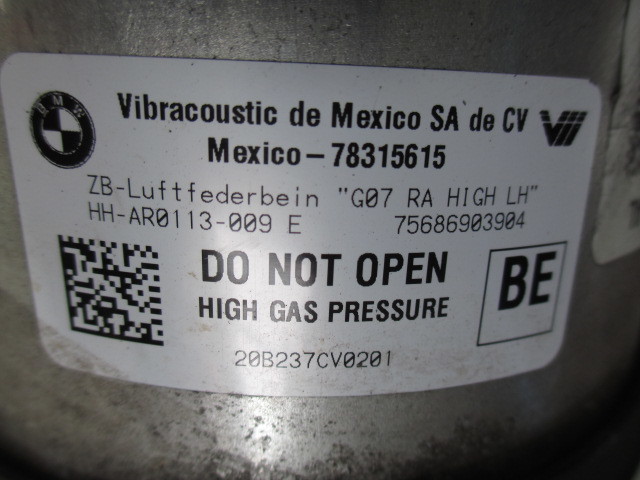 BMW
Vibracoustic de Mexico SA de CV
Mexico-78315615
ZB-Luftfederbein "G07 RA HIGH LH"
HH-AR0113-009 E 75686903904
DO NOT OPEN
HIGH GAS PRESSURE
BE
20B237CV0201